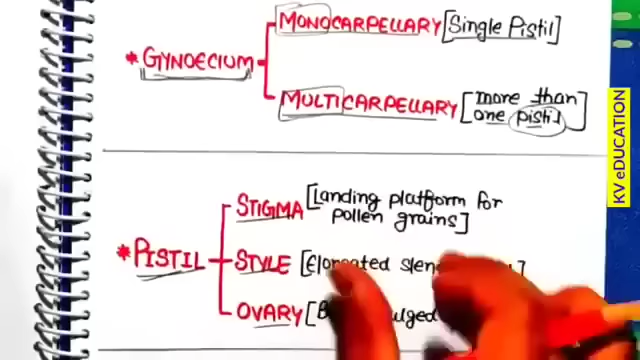 MONOCARPELLARY [Single Pistil]
* GYNOECIUM
MULTICARPELLARY [more than
one pistil]
STIGMA [Landing platform for
pollen grains]
* PISTIL STYLE [Elongated
OVARY [
KV eDUCATION